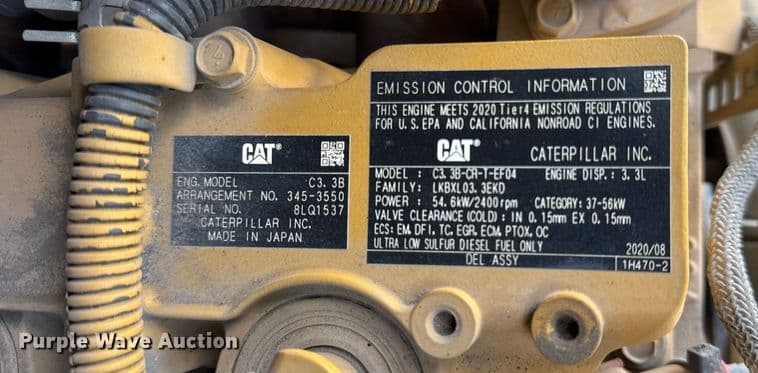 4
CAT®
ENG. MODEL C3. 3B
ARRANGEMENT NO. 345-3550
SERIAL NO. 8LQ1537
CATERPILLAR INC.
MADE IN JAPAN
EMISSION CONTROL INFORMATION
THIS ENGINE MEETS 2020 Tier4 EMISSION REGULATIONS
FOR U.S.EPA AND CALIFORNIA NONROAD CI ENGINES.
CAT® CATERPILLAR INC.
MODEL : C3. 3B-CR-T-EF04 ENGINE DISP.: 3. 3L
FAMILY: LKBXL03. 3EKD
POWER : 54. 6kW/2400rpm CATEGORY: 37-56kW
VALVE CLEARANCE(COLD) : IN 0. 15mm EX 0. 15mm
ECS: EM, DFI, TC, EGR, ECM, PTOX, OC
ULTRA LOW SULFUR DIESEL FUEL ONLY 2020/08
DEL ASSY 1H470-2
Purple Wave Auction®